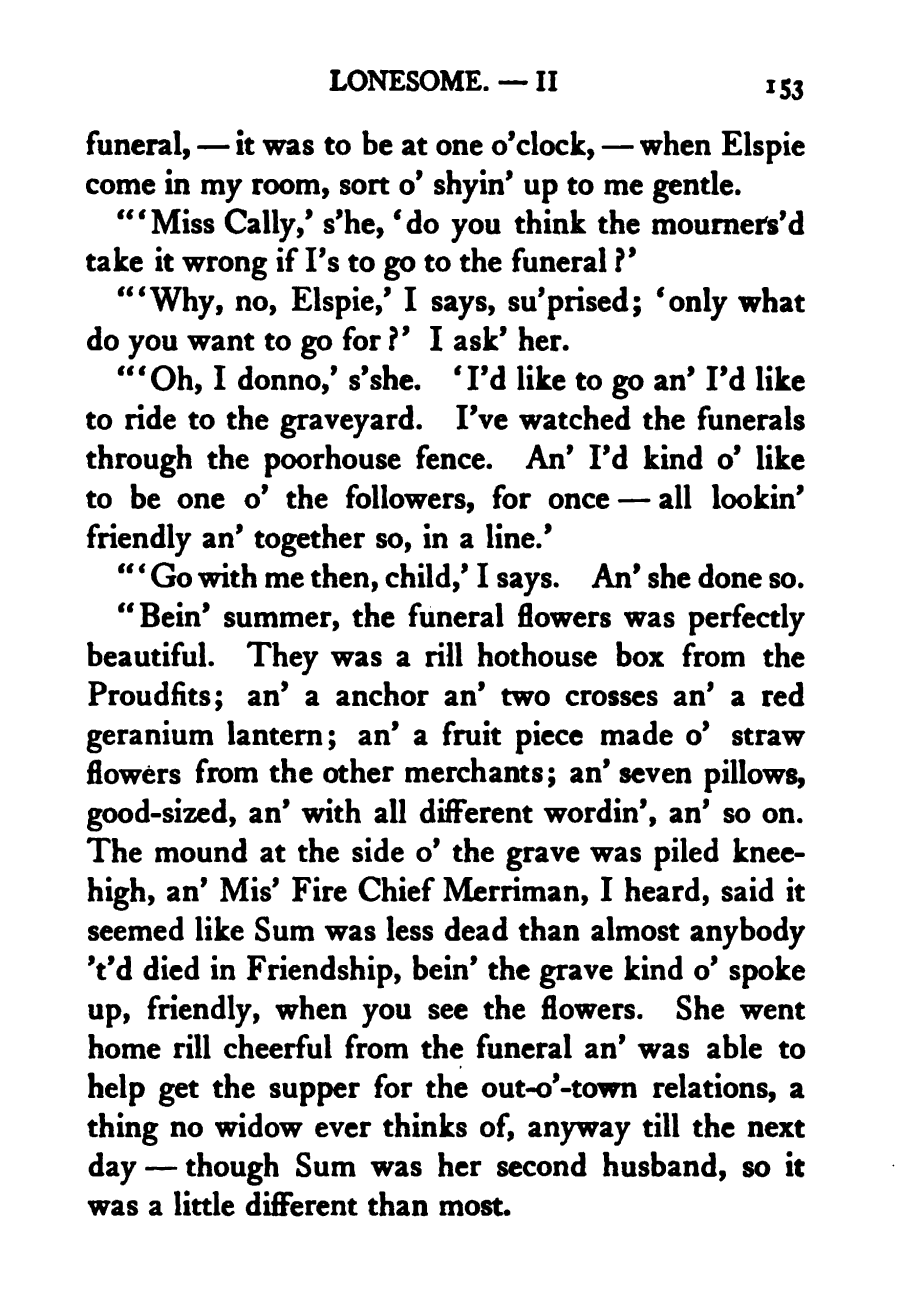 LONESOME. — II 153
funeral, — it was to be at one o'clock, — when Elspie
come in my room, sort o' shyin' up to me gentle.
"'Miss Cally,' s'he, 'do you think the mourners'd
take it wrong if I's to go to the funeral?'
"'Why, no, Elspie,' I says, su'prised; 'only what
do you want to go for?' I ask' her.
"'Oh, I donno,' s'she. 'I'd like to go an' I'd like
to ride to the graveyard. I've watched the funerals
through the poorhouse fence. An' I'd kind o' like
to be one o' the followers, for once — all lookin'
friendly an' together so, in a line.'
"'Go with me then, child,' I says. An' she done so.
"Bein' summer, the funeral flowers was perfectly
beautiful. They was a rill hothouse box from the
Proudfits; an' a anchor an' two crosses an' a red
geranium lantern; an' a fruit piece made o' straw
flowers from the other merchants; an' seven pillows,
good-sized, an' with all different wordin', an' so on.
The mound at the side o' the grave was piled knee-
high, an' Mis' Fire Chief Merriman, I heard, said it
seemed like Sum was less dead than almost anybody
't'd died in Friendship, bein' the grave kind o' spoke
up, friendly, when you see the flowers. She went
home rill cheerful from the funeral an' was able to
help get the supper for the out-o'-town relations, a
thing no widow ever thinks of, anyway till the next
day — though Sum was her second husband, so it
was a little different than most.